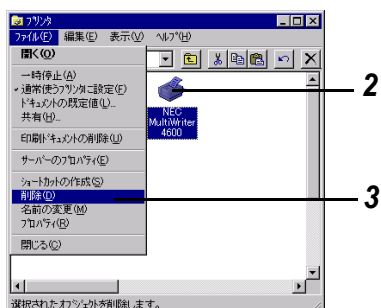 プリンタ
ファイル(F) 編集(E) 表示(V) ヘルプ(H)
開く(O)
一時停止(A)
通常使うプリンタに設定(F)
ドキュメントの既定値(L)...
共有(H)...
印刷ドキュメントの削除(U)
サーバーのプロパティ(E)
ショートカットの作成(S)
削除(D)
名前の変更(M)
プロパティ(R)
閉じる(C)
NEC
MultiWriter
4600
2
3
選択されたオブジェクトを削除します。